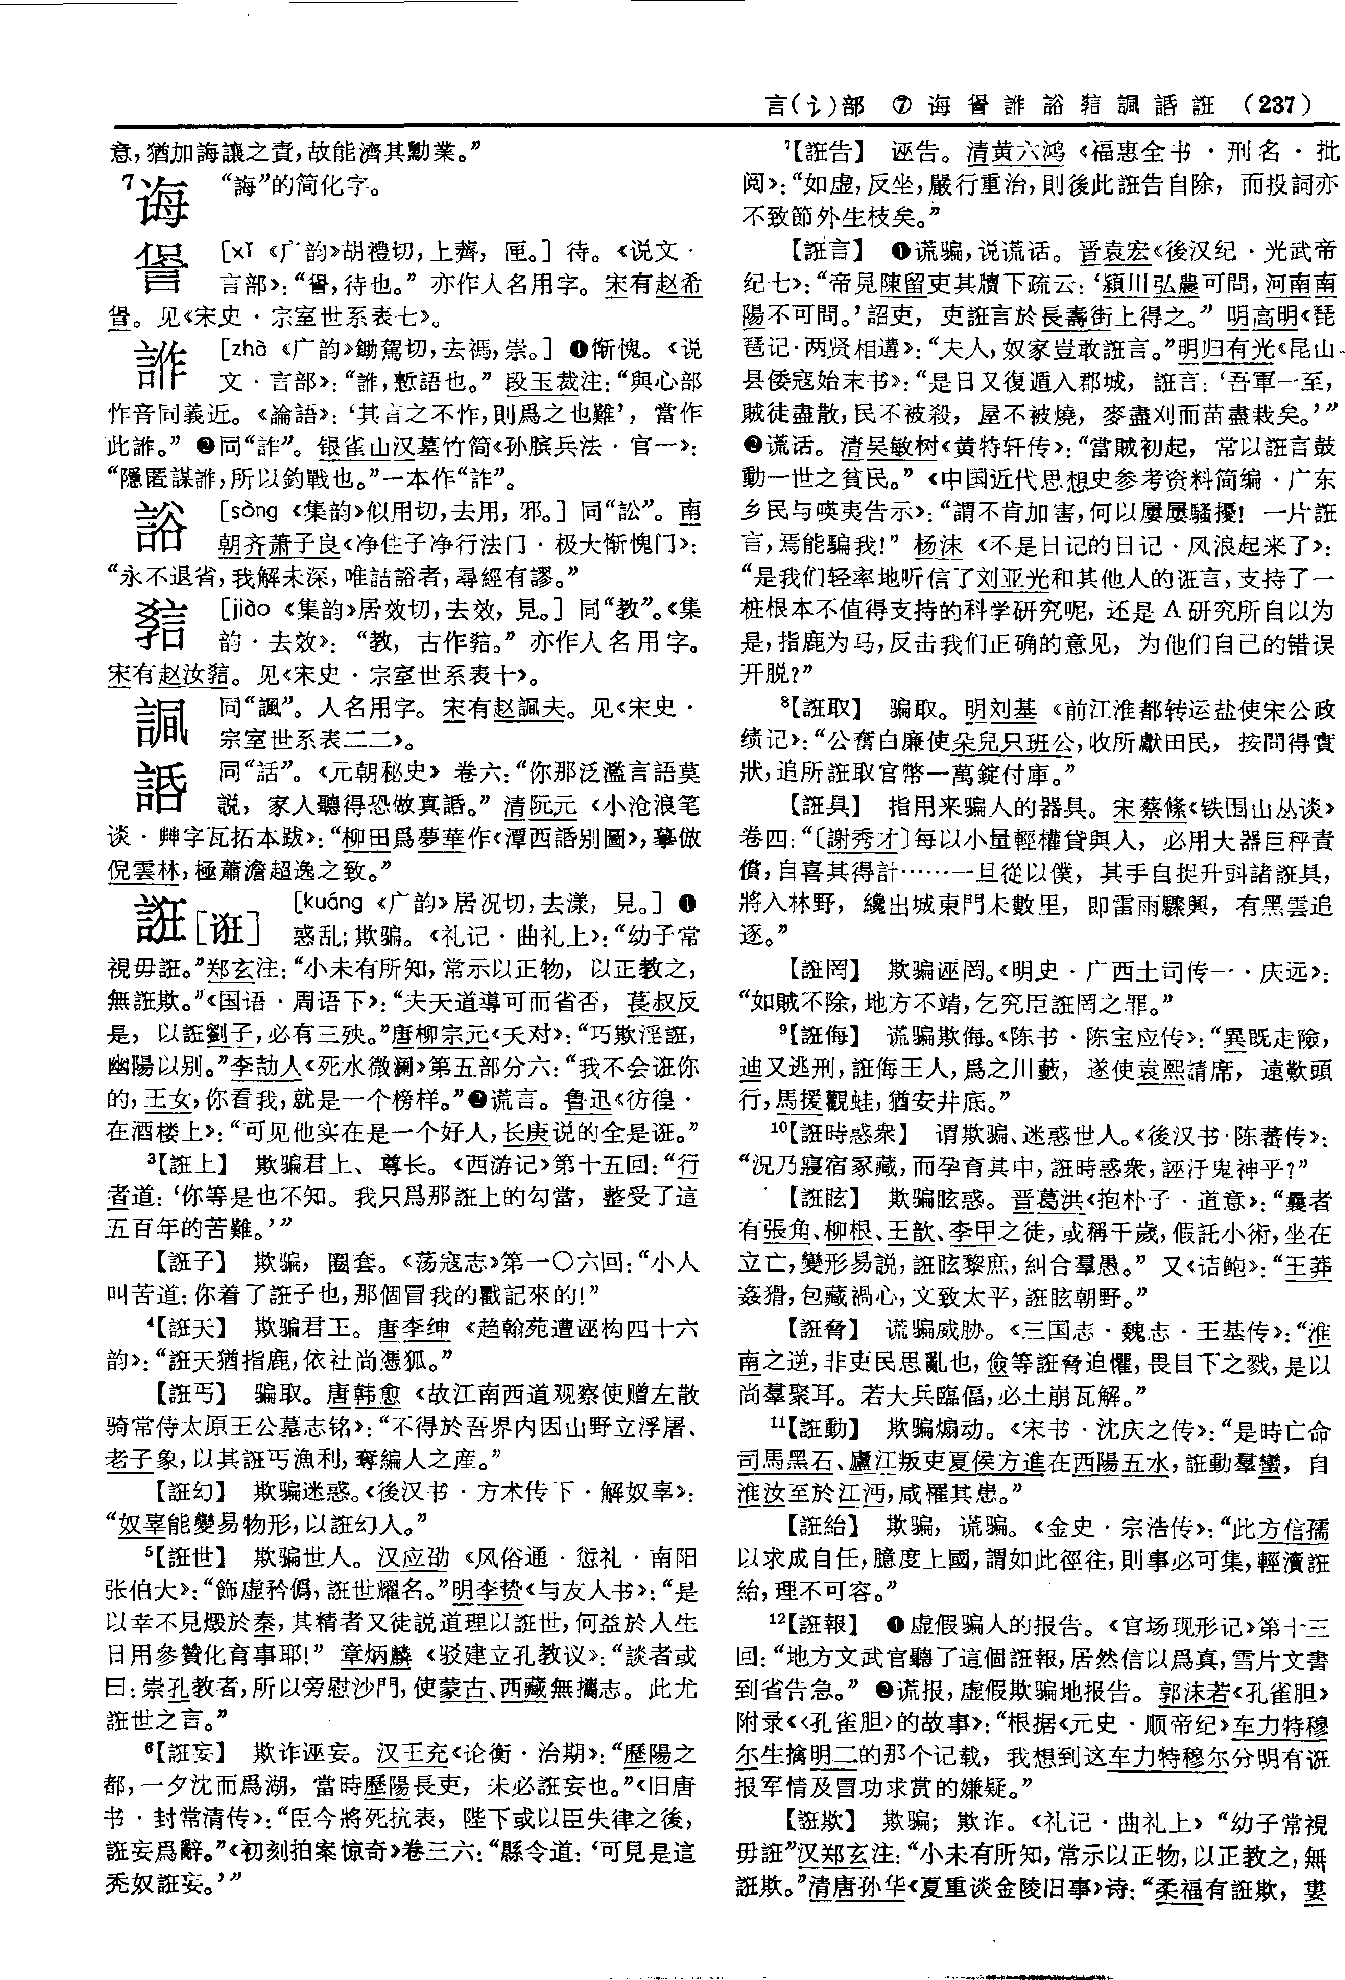 言(讠)部 ⑦ 诲 㖷 詐 𧧸 𧧿 諷 𧨁 誑 (237)
意,猶加誨讓之責,故能濟其勳業。”
7诲 “誨”的简化字。
[xǐ 《广韵》胡禮切,上薺, 匣。] 待。《说文·
言部》:“㖷,待也。” 亦作人名用字。 宋有赵希
㖷。 见《宋史·宗室世系表七》。
[zhà 《广韵》鋤駕切,去禡,崇。] ❶惭愧。《说
文·言部》:“𧧻,慙語也。” 段玉裁注:“與心部
怍音同義近。《論語》:‘其言之不怍,則爲之也難’, 當作
此𧧻。” ❷同“詐”。 银雀山汉墓竹简《孙膑兵法·官一》:
“隱匿謀𧧻,所以釣戰也。”一本作“詐”。
[sòng 《集韵》似用切,去用, 邪。] 同“訟”。 南
朝齐萧子良《净住子净行法门·极大惭愧门》:
“永不退省,我解未深,唯詰𧧸者,尋經有謬。”
[jiào 《集韵》居效切,去效, 見。] 同“教”。《集
韵·去效》: “教, 古作𧧿。” 亦作人名用字。
宋有赵汝𧧿。 见《宋史·宗室世系表十》。
同“諷”。 人名用字。 宋有赵諷夫。 见《宋史·
宗室世系表二二》。
同“話”。《元朝秘史》 卷六:“你那泛濫言語莫
説, 家人聽得恐做真𧨁。” 清阮元 《小沧浪笔
谈·艸字瓦拓本跋》:“柳田爲夢華作《潭西𧨁别圖》,摹倣
倪雲林,極蕭澹超逸之致。”
誑[诳] [kuáng 《广韵》居况切,去漾, 見。] ❶
惑乱; 欺骗。《礼记·曲礼上》:“幼子常
視毋誑。”郑玄注:“小未有所知,常示以正物, 以正教之,
無誑欺。”《国语·周语下》:“夫天道導可而省否, 萇叔反
是, 以誑劉子,必有三殃。”唐柳宗元《天对》:“巧欺淫誑,
幽陽以别。”李劼人《死水微澜》第五部分六:“我不会诳你
的,王女,你看我,就是一个榜样。”❷谎言。 鲁迅《彷徨·
在酒楼上》:“可见他实在是一个好人,长庚说的全是诳。”
3【誑上】 欺骗君上、尊长。《西游记》第十五回:“行
者道:‘你等是也不知。 我只爲那誑上的勾當, 整受了這
五百年的苦難。’”
【誑子】 欺骗, 圈套。《荡寇志》第一〇六回:“小人
叫苦道:你着了誑子也,那個冒我的戳記來的!”
4【誑天】 欺骗君王。 唐李绅 《趋翰苑遭诬构四十六
韵》:“誑天猶指鹿,依社尚憑狐。”
【誑丐】 骗取。 唐韩愈 《故江南西道观察使赠左散
骑常侍太原王公墓志铭》:“不得於吾界内因山野立浮屠、
老子象,以其誑丐漁利,奪編人之産。”
【誑幻】 欺骗迷惑。《後汉书·方术传下·解奴辜》:
“奴辜能變易物形,以誑幻人。”
5【誑世】 欺骗世人。 汉应劭 《风俗通·愆礼·南阳
张伯大》:“飾虚矜僞,誑世耀名。”明李贽《与友人书》:“是
以幸不見燬於秦,其精者又徒説道理以誑世,何益於人生
日用參贊化育事耶!” 章炳麟 《驳建立孔教议》:“談者或
曰:崇孔教者,所以旁慰沙門,使蒙古、西藏無攜志。 此尤
誑世之言。”
6【誑妄】 欺诈诬妄。 汉王充《论衡·治期》:“歷陽之
都,一夕沈而爲湖, 當時歷陽長吏, 未必誑妄也。”《旧唐
书·封常清传》:“臣今將死抗表, 陛下或以臣失律之後,
誑妄爲辭。”《初刻拍案惊奇》卷三六:“縣令道:‘可見是這
秃奴誑妄。’”
7【誑告】 诬告。 清黄六鸿 《福惠全书·刑名·批
阅》:“如虚,反坐,嚴行重治,則後此誑告自除, 而投詞亦
不致節外生枝矣。”
【誑言】 ❶谎骗,说谎话。 晋袁宏《後汉纪·光武帝
纪七》:“帝見陳留吏其牘下疏云:‘潁川弘農可問,河南南
陽不可問。’詔吏, 吏誑言於長壽街上得之。” 明高明《琵
琶记·两贤相遘》:“夫人,奴家豈敢誑言。”明归有光《昆山
县倭寇始末书》:“是日又復遁入郡城, 誑言:‘吾軍一至,
賊徒盡散,民不被殺, 屋不被燒, 麥盡刈而苗盡栽矣。’”
❷谎话。 清吴敏树《黄特轩传》:“當賊初起, 常以誑言鼓
動一世之貧民。” 《中国近代思想史参考资料简编·广东
乡民与𠸄夷告示》:“謂不肯加害,何以屢屢騷擾! 一片誑
言,焉能騙我!” 杨沫 《不是日记的日记·风浪起来了》:
“是我们轻率地听信了刘亚光和其他人的诳言,支持了一
桩根本不值得支持的科学研究呢, 还是 A 研究所自以为
是,指鹿为马,反击我们正确的意见, 为他们自己的错误
开脱?”
8【誑取】 骗取。 明刘基 《前江淮都转运盐使宋公政
绩记》:“公奮白廉使朵兒只班公,收所獻田民, 按問得實
狀,追所誑取官幣一萬錠付庫。”
【誑具】 指用来骗人的器具。 宋蔡絛《铁围山丛谈》
卷四:“〔謝秀才〕每以小量輕權貸與人, 必用大器巨秤責
償,自喜其得計……一旦從以僕, 其手自捉升㪷諸誑具,
將入林野, 纔出城東門未數里, 即雷雨驟興, 有黑雲追
逐。”
【誑罔】 欺骗诬罔。《明史·广西土司传一·庆远》:
“如賊不除,地方不靖,乞究臣誑罔之罪。”
9【誑侮】 谎骗欺侮。《陈书·陈宝应传》:“異既走險,
迪又逃刑,誑侮王人,爲之川藪, 遂使袁熙請席, 遠歎頭
行,馬援觀蛙,猶安井底。”
10【誑時惑衆】 谓欺骗、迷惑世人。《後汉书·陈蕃传》:
“況乃寢宿冢藏,而孕育其中,誑時惑衆,誣汙鬼神乎?”
【誑眩】 欺骗眩惑。 晋葛洪《抱朴子·道意》:“曩者
有張角、柳根、王歆、李甲之徒,或稱千歲,假託小術,坐在
立亡,變形易説,誑眩黎庶,糾合羣愚。” 又《诘鲍》:“王莽
姦猾,包藏禍心,文致太平,誑眩朝野。”
【誑脅】 谎骗威胁。《三国志·魏志·王基传》:“淮
南之逆,非吏民思亂也,儉等誑脅迫懼,畏目下之戮,是以
尚羣聚耳。 若大兵臨偪,必土崩瓦解。”
11【誑動】 欺骗煽动。《宋书·沈庆之传》:“是時亡命
司馬黑石、廬江叛吏夏侯方進在西陽五水,誑動羣蠻, 自
淮汝至於江沔,咸罹其患。”
【誑紿】 欺骗, 谎骗。《金史·宗浩传》:“此方信孺
以求成自任,臆度上國,謂如此徑往,則事必可集,輕瀆誑
紿,理不可容。”
12【誑報】 ❶虚假骗人的报告。《官场现形记》第十三
回:“地方文武官聽了這個誑報,居然信以爲真,雪片文書
到省告急。” ❷谎报,虚假欺骗地报告。 郭沫若《孔雀胆》
附录《〈孔雀胆〉的故事》:“根据《元史·顺帝纪》车力特穆
尔生擒明二的那个记载, 我想到这车力特穆尔分明有诳
报军情及冒功求赏的嫌疑。”
【誑欺】 欺骗; 欺诈。《礼记·曲礼上》 “幼子常視
毋誑”汉郑玄注:“小未有所知,常示以正物,以正教之,無
誑欺。”清唐孙华《夏重谈金陵旧事》诗:“柔福有誑欺, 婁